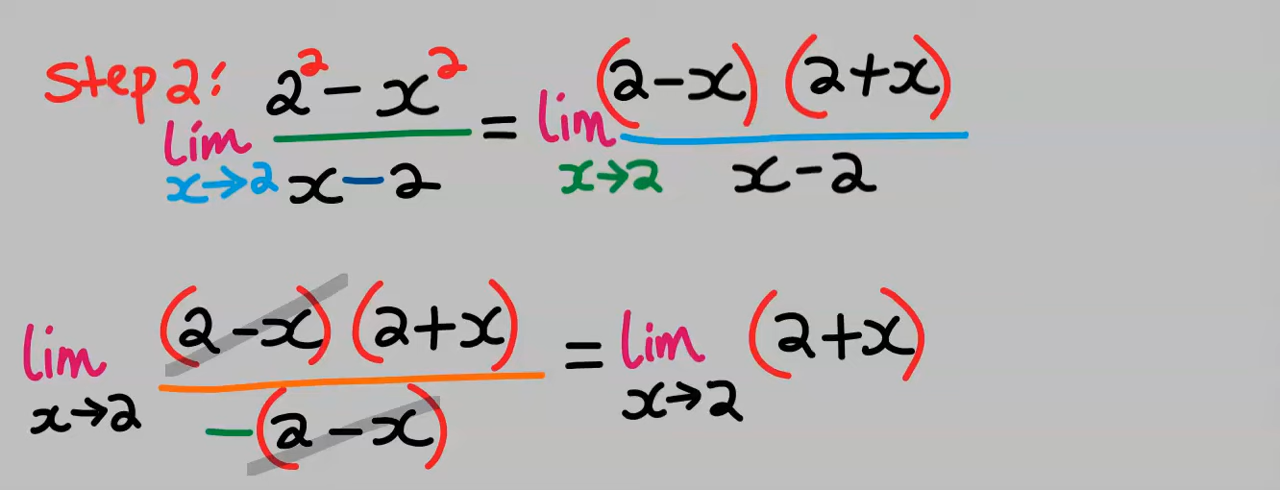 Step 2:
lim x→2 (2² − x²)/(x − 2) = lim x→2 (2 − x)(2 + x)/(x − 2)
lim x→2 (2 − x)(2 + x)/−(2 − x) = lim x→2 (2 + x)